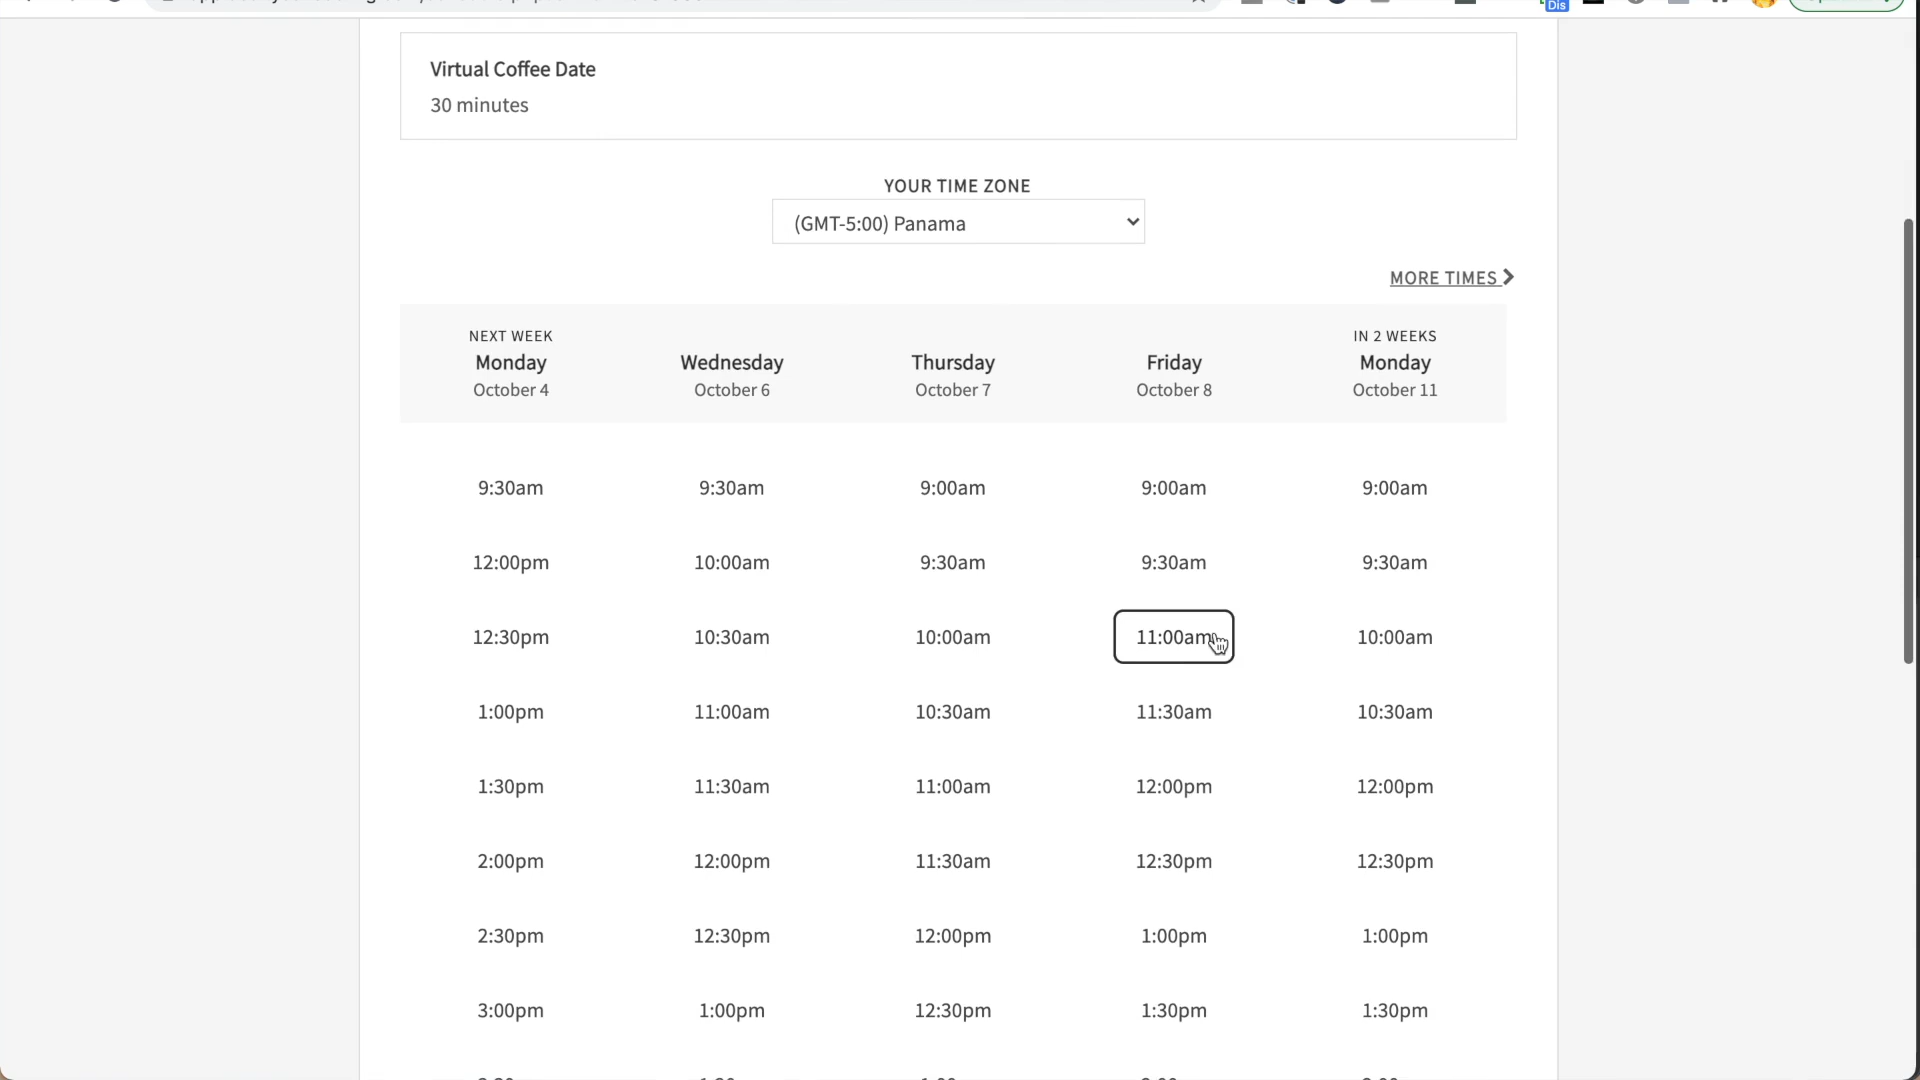 Dis
Virtual Coffee Date
30 minutes
YOUR TIME ZONE
(GMT-5:00) Panama
MORE TIMES
NEXT WEEK
Monday
October 4
Wednesday
October 6
Thursday
October 7
Friday
October 8
IN 2 WEEKS
Monday
October 11
9:30am 9:30am 9:00am 9:00am 9:00am
12:00pm 10:00am 9:30am 9:30am 9:30am
12:30pm 10:30am 10:00am 11:00am 10:00am
1:00pm 11:00am 10:30am 11:30am 10:30am
1:30pm 11:30am 11:00am 12:00pm 12:00pm
2:00pm 12:00pm 11:30am 12:30pm 12:30pm
2:30pm 12:30pm 12:00pm 1:00pm 1:00pm
3:00pm 1:00pm 12:30pm 1:30pm 1:30pm